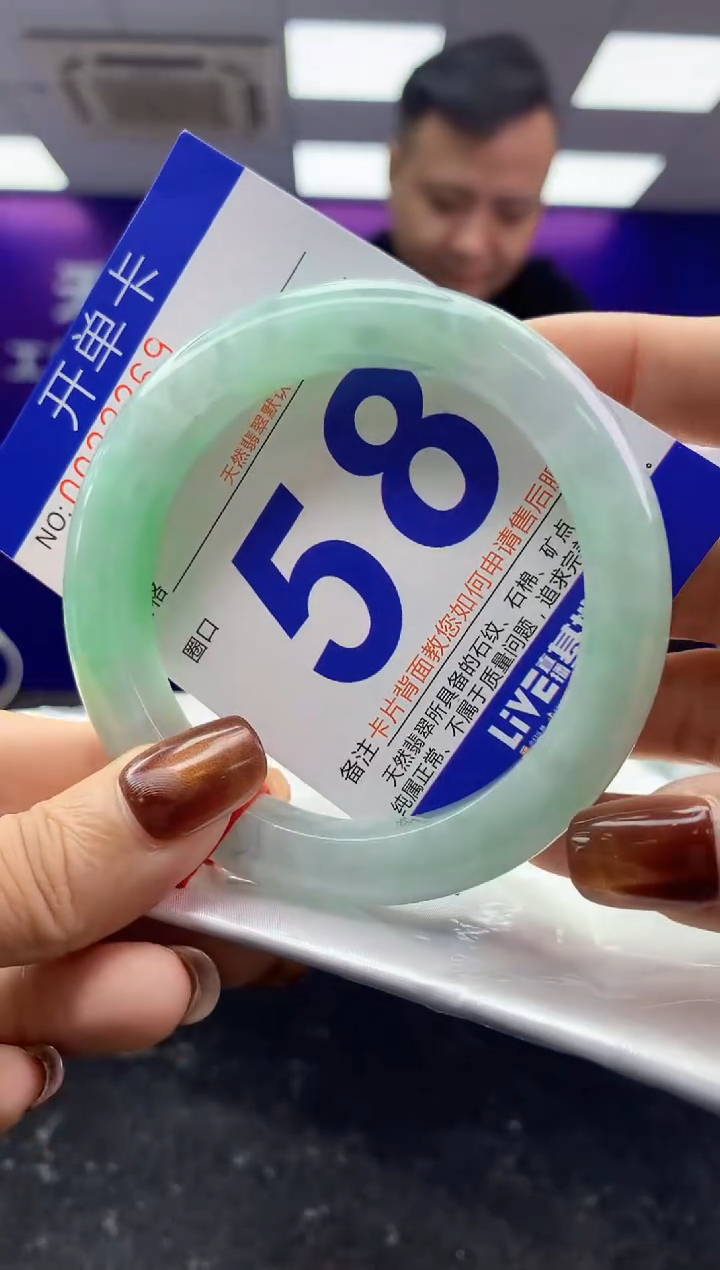 开单卡
天然翡翠默认
格
圈口
58
备注 卡片背面教您如何申请售后服
天然翡翠所具备的石纹、石棉、矿点
纯属正常、不属于质量问题，追求完
LiVE